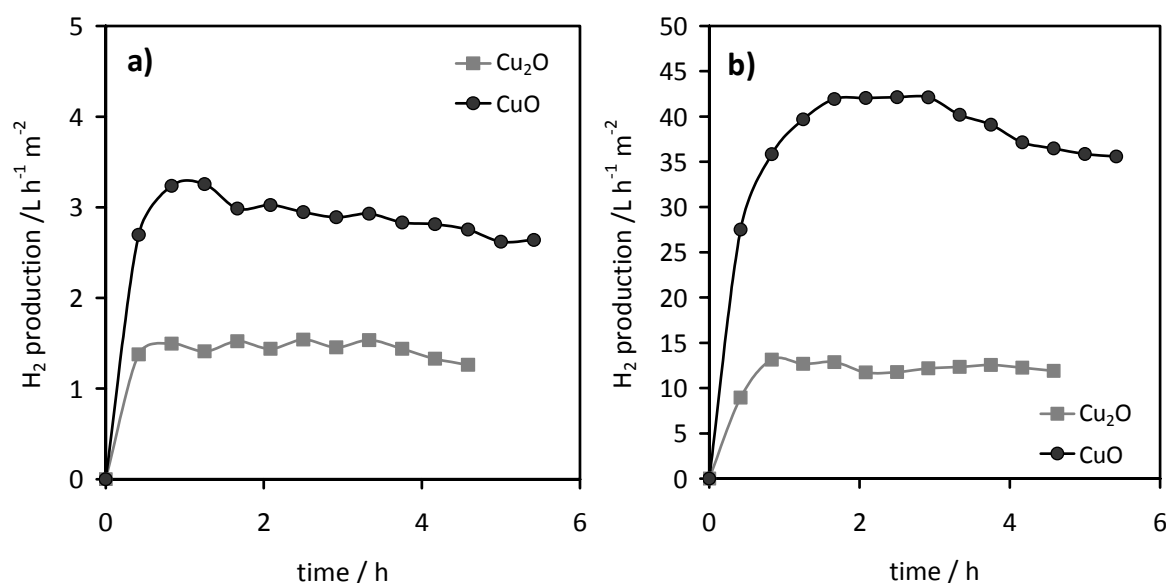 a)
Cu₂O
CuO
H₂ production /L h⁻¹ m⁻²
5
4
3
2
1
0
0 2 4 6
time / h
b)
Cu₂O
CuO
H₂ production /L h⁻¹ m⁻²
50
45
40
35
30
25
20
15
10
5
0
0 2 4 6
time / h